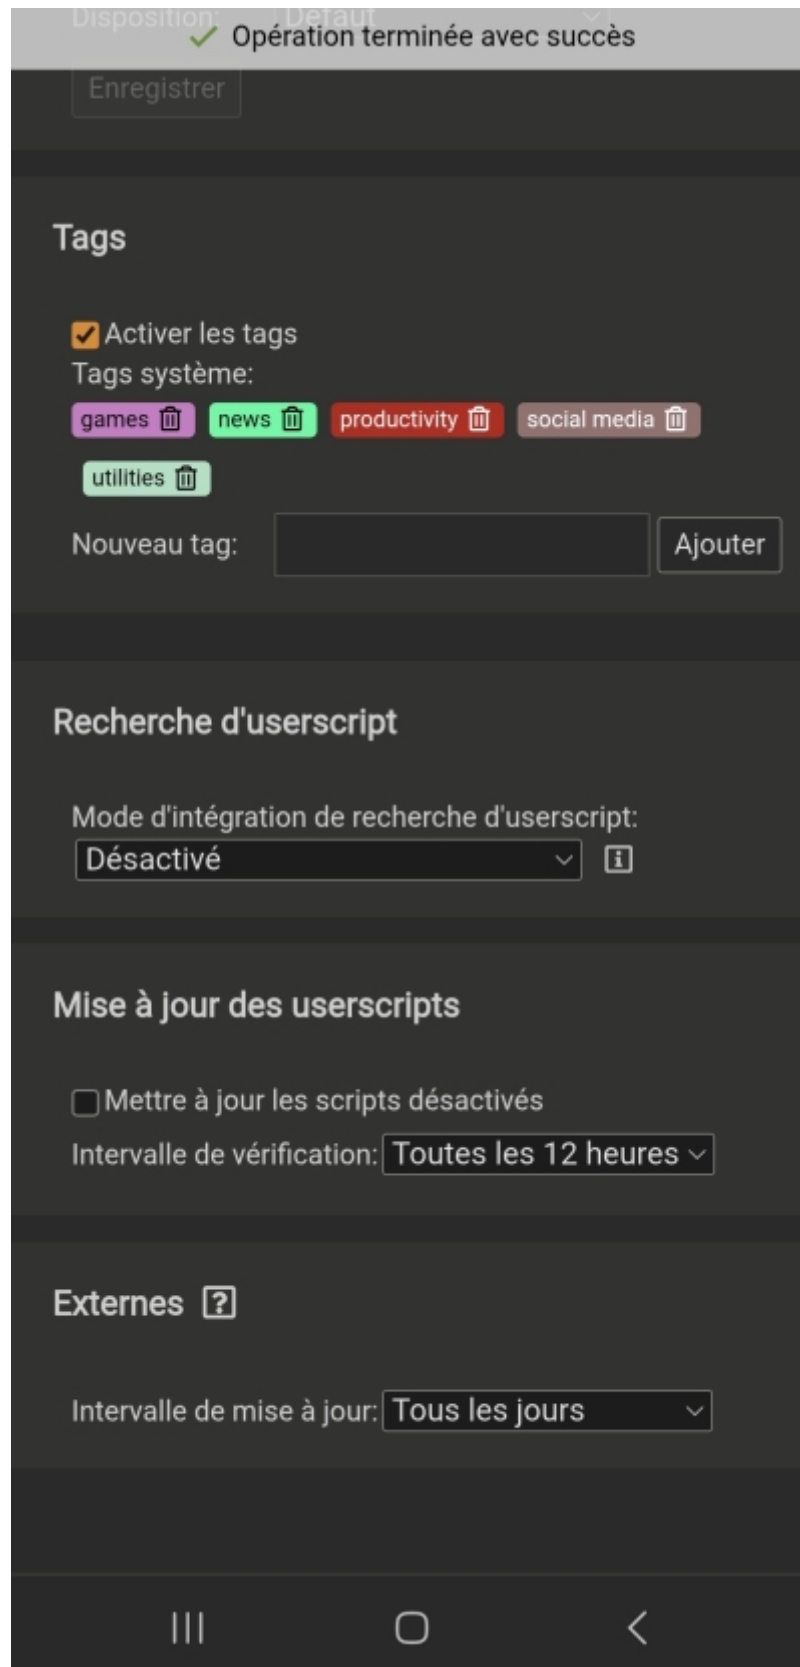 Disposition: Défaut
Opération terminée avec succès
Enregistrer
Tags
Activer les tags
Tags système:
games news productivity social media
utilities
Nouveau tag: Ajouter
Recherche d'userscript
Mode d'intégration de recherche d'userscript:
Désactivé
Mise à jour des userscripts
Mettre à jour les scripts désactivés
Intervalle de vérification: Toutes les 12 heures
Externes
Intervalle de mise à jour: Tous les jours